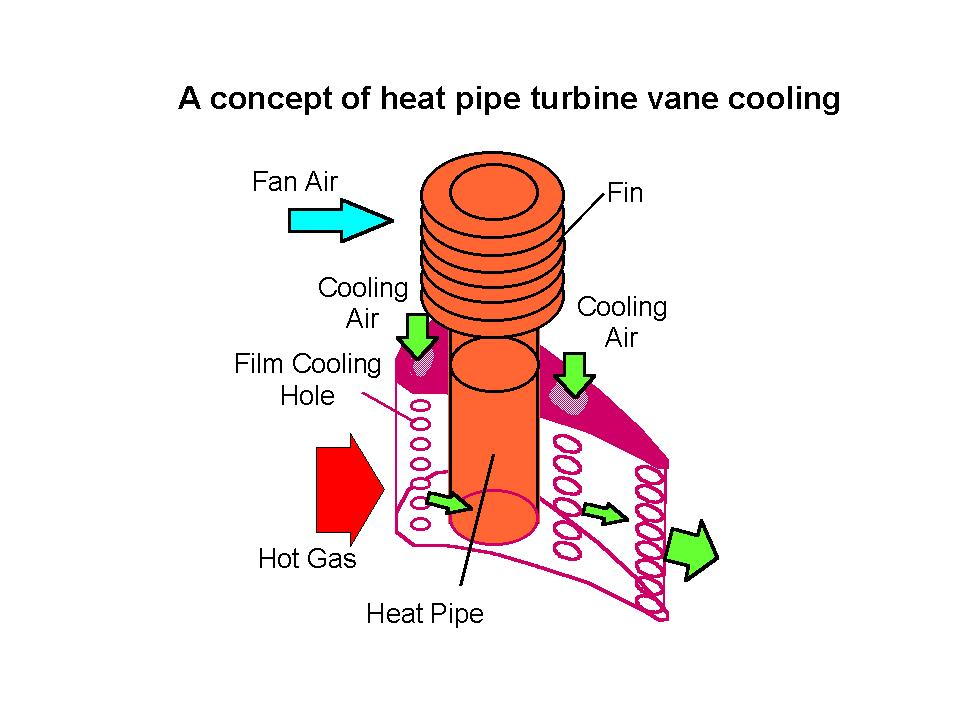 A concept of heat pipe turbine vane cooling
Fan Air
Fin
Cooling
Air
Cooling
Air
Film Cooling
Hole
Hot Gas
Heat Pipe